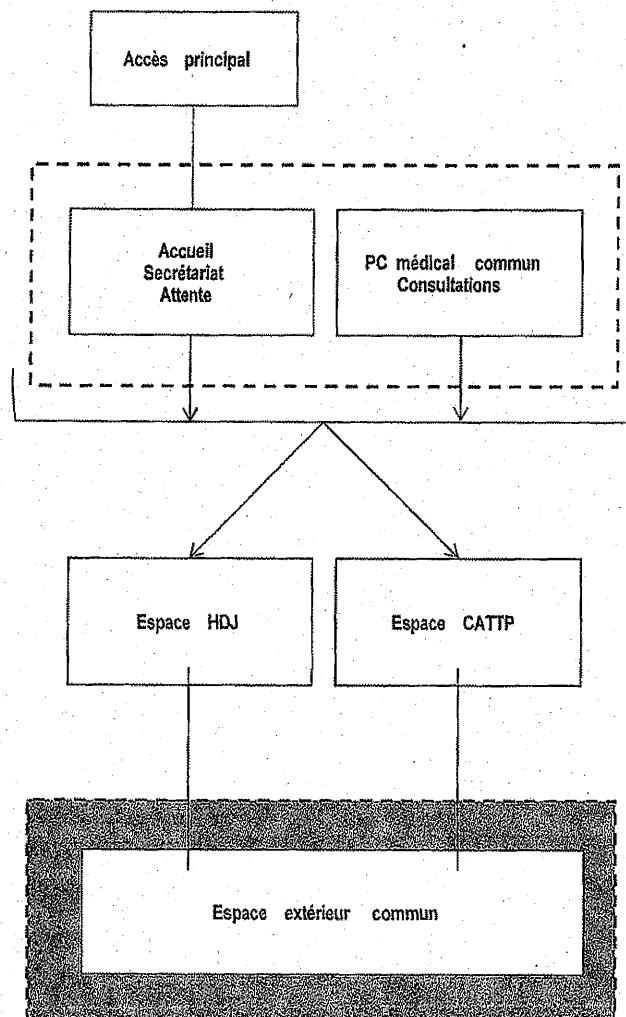 Accès principal
Accueil
Secrétariat
Attente
PC médical commun
Consultations
Espace HDJ
Espace CATTP
Espace extérieur commun